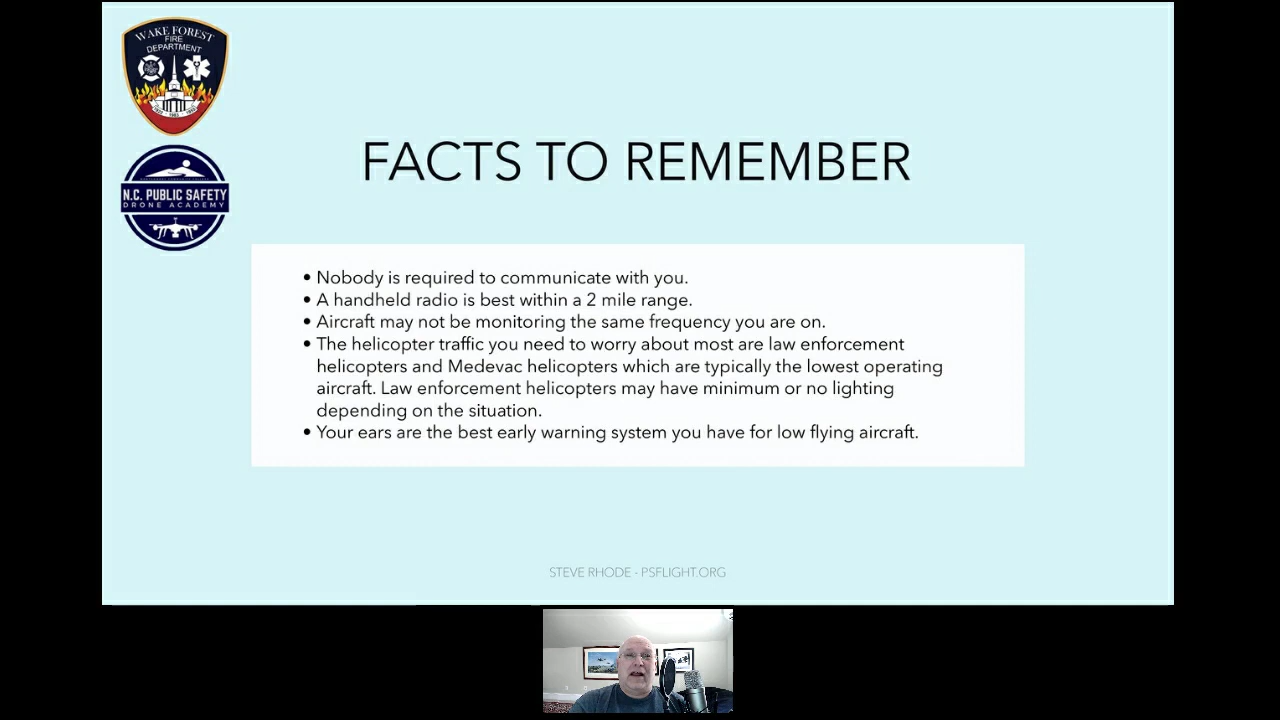 WAKE FOREST
FIRE
DEPARTMENT
N.C. PUBLIC SAFETY
DRONE ACADEMY
FACTS TO REMEMBER
• Nobody is required to communicate with you.
• A handheld radio is best within a 2 mile range.
• Aircraft may not be monitoring the same frequency you are on.
• The helicopter traffic you need to worry about most are law enforcement
helicopters and Medevac helicopters which are typically the lowest operating
aircraft. Law enforcement helicopters may have minimum or no lighting
depending on the situation.
• Your ears are the best early warning system you have for low flying aircraft.
STEVE RHODE - PSFLIGHT.ORG